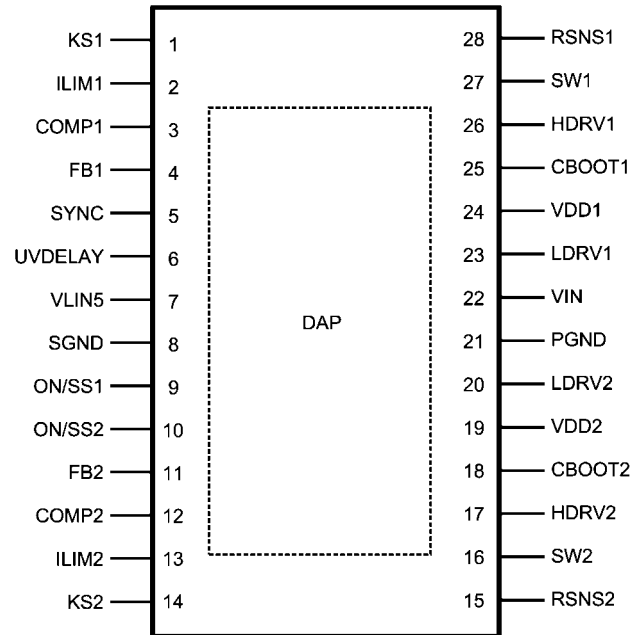 KS1 1 28 RSNS1
ILIM1 2 27 SW1
COMP1 3 26 HDRV1
FB1 4 25 CBOOT1
SYNC 5 24 VDD1
UVDELAY 6 23 LDRV1
VLIN5 7 22 VIN
DAP
SGND 8 21 PGND
ON/SS1 9 20 LDRV2
ON/SS2 10 19 VDD2
FB2 11 18 CBOOT2
COMP2 12 17 HDRV2
ILIM2 13 16 SW2
KS2 14 15 RSNS2